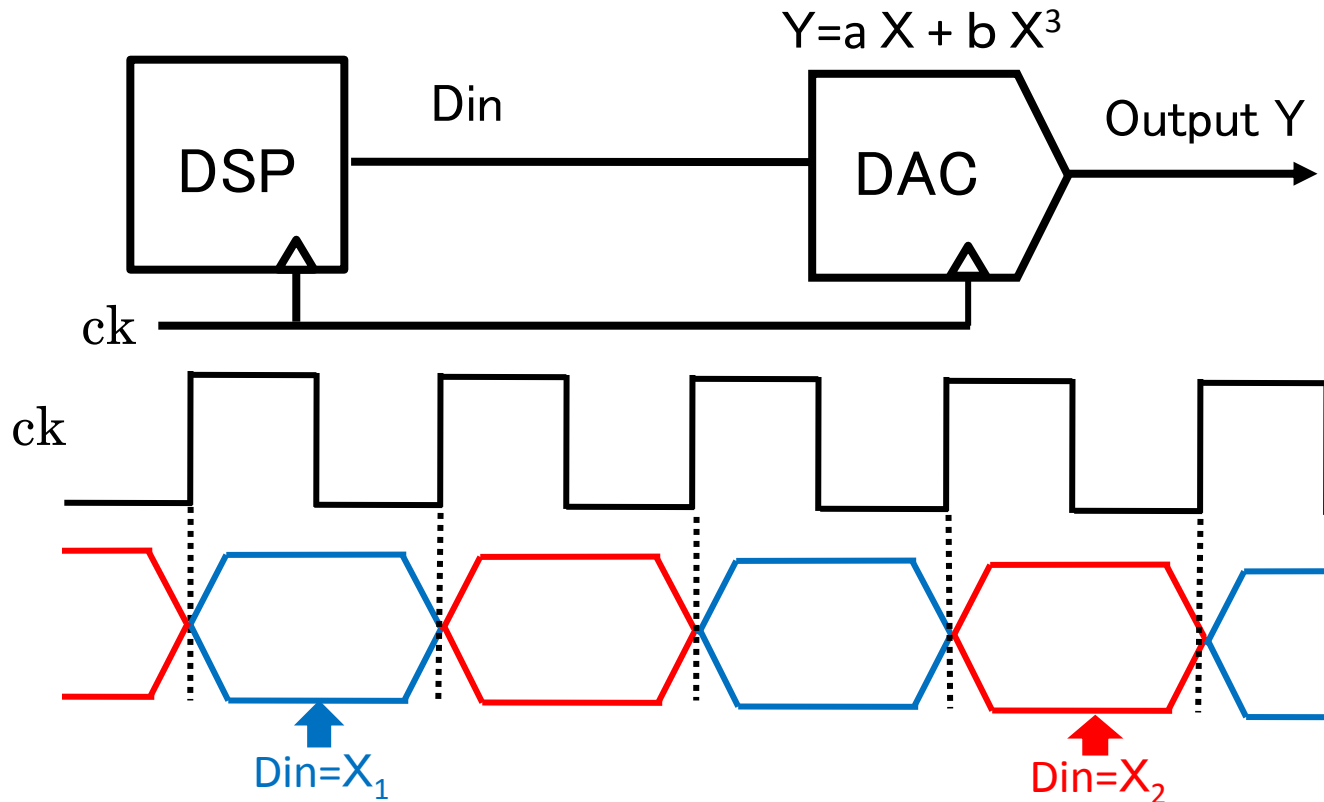 Y=a X + b X³
Din
Output Y
DSP
DAC
ck
ck
Din=X₁
Din=X₂